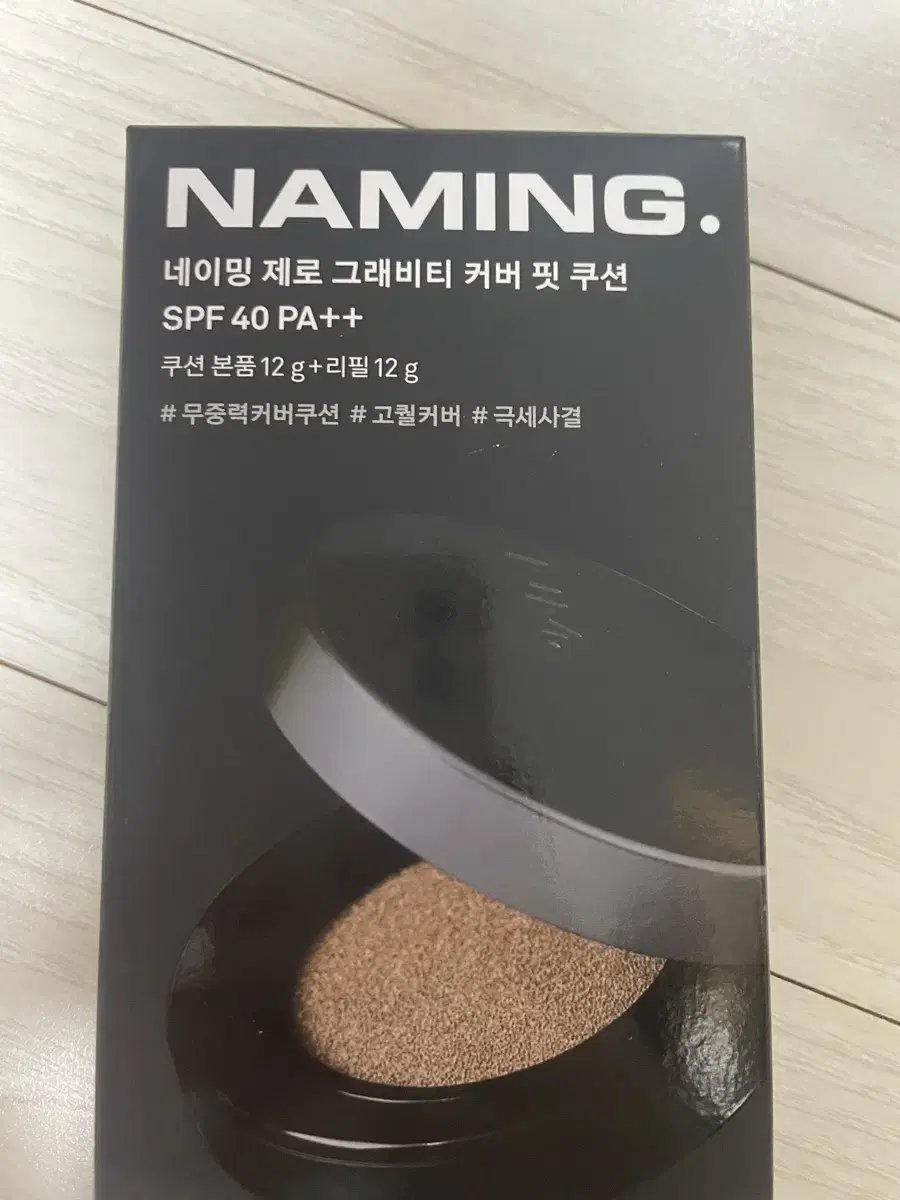 NAMING.
네이밍 제로 그래비티 커버 핏 쿠션
SPF 40 PA++
쿠션 본품 12 g+리필 12 g
# 무중력커버쿠션 # 고퀄커버 # 극세사결